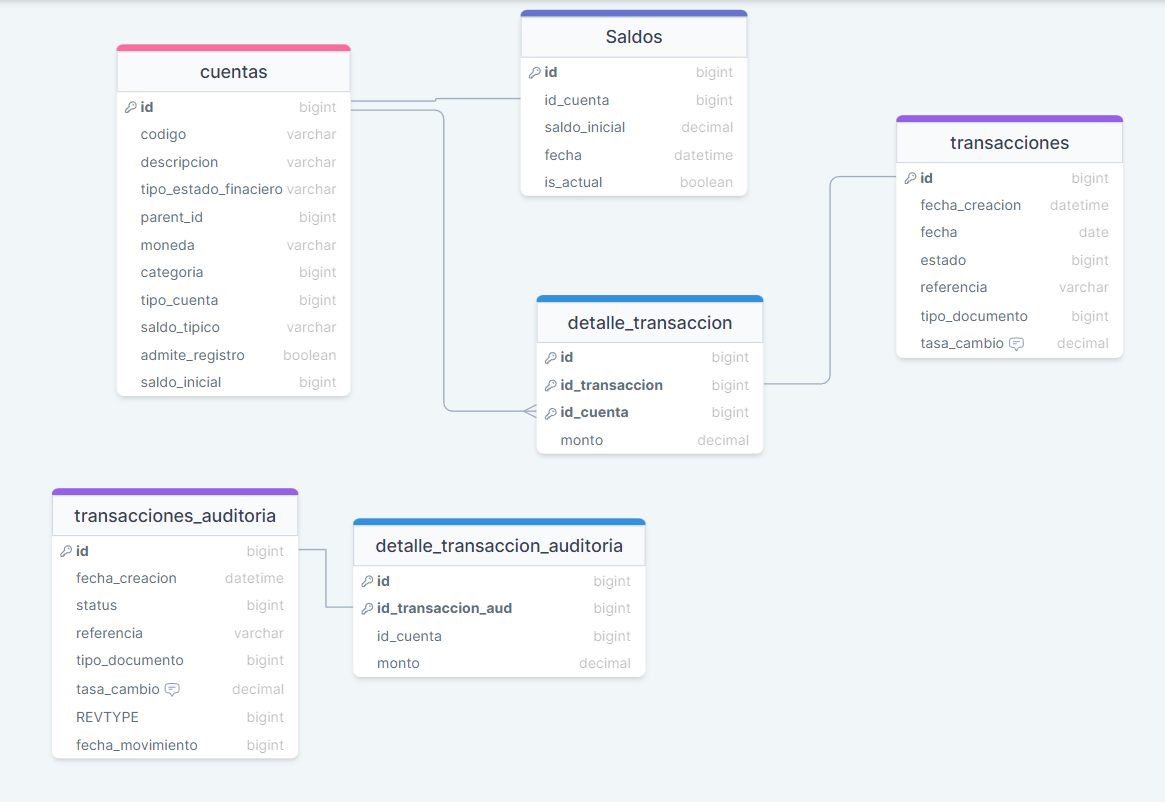 cuentas
id bigint
codigo varchar
descripcion varchar
tipo_estado_finaciero varchar
parent_id bigint
moneda varchar
categoria bigint
tipo_cuenta bigint
saldo_tipico varchar
admite_registro boolean
saldo_inicial bigint
Saldos
id bigint
id_cuenta bigint
saldo_inicial decimal
fecha datetime
is_actual boolean
transacciones
id bigint
fecha_creacion datetime
fecha date
estado bigint
referencia varchar
tipo_documento bigint
tasa_cambio decimal
detalle_transaccion
id bigint
id_transaccion bigint
id_cuenta bigint
monto decimal
transacciones_auditoria
id bigint
fecha_creacion datetime
status bigint
referencia varchar
tipo_documento bigint
tasa_cambio decimal
REVTYPE bigint
fecha_movimiento bigint
detalle_transaccion_auditoria
id bigint
id_transaccion_aud bigint
id_cuenta bigint
monto decimal